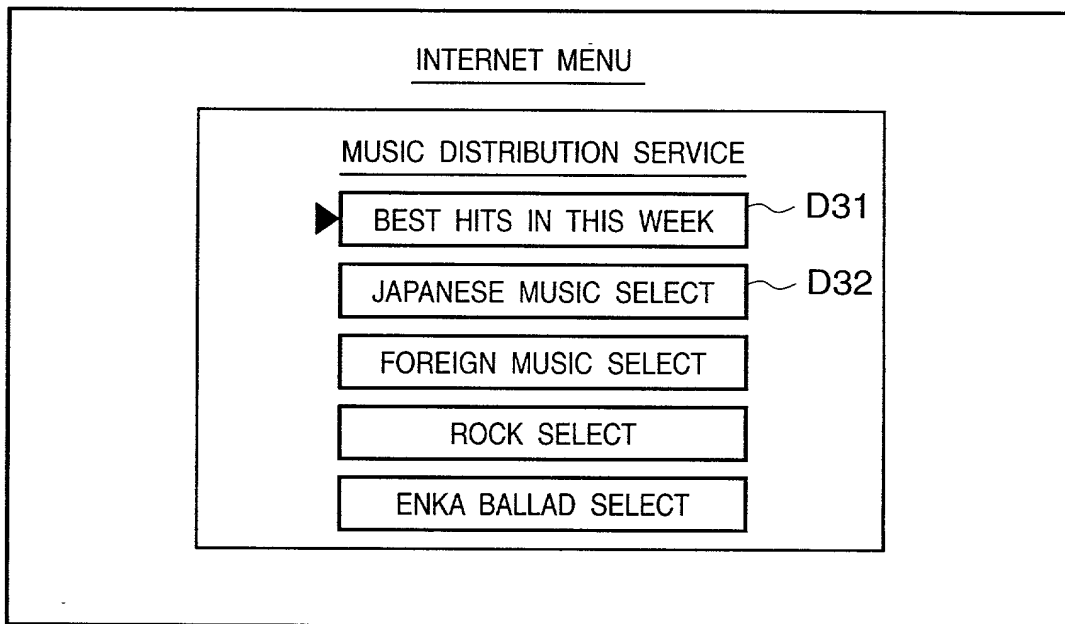 INTERNET MENU
MUSIC DISTRIBUTION SERVICE
BEST HITS IN THIS WEEK
D31
JAPANESE MUSIC SELECT
D32
FOREIGN MUSIC SELECT
ROCK SELECT
ENKA BALLAD SELECT